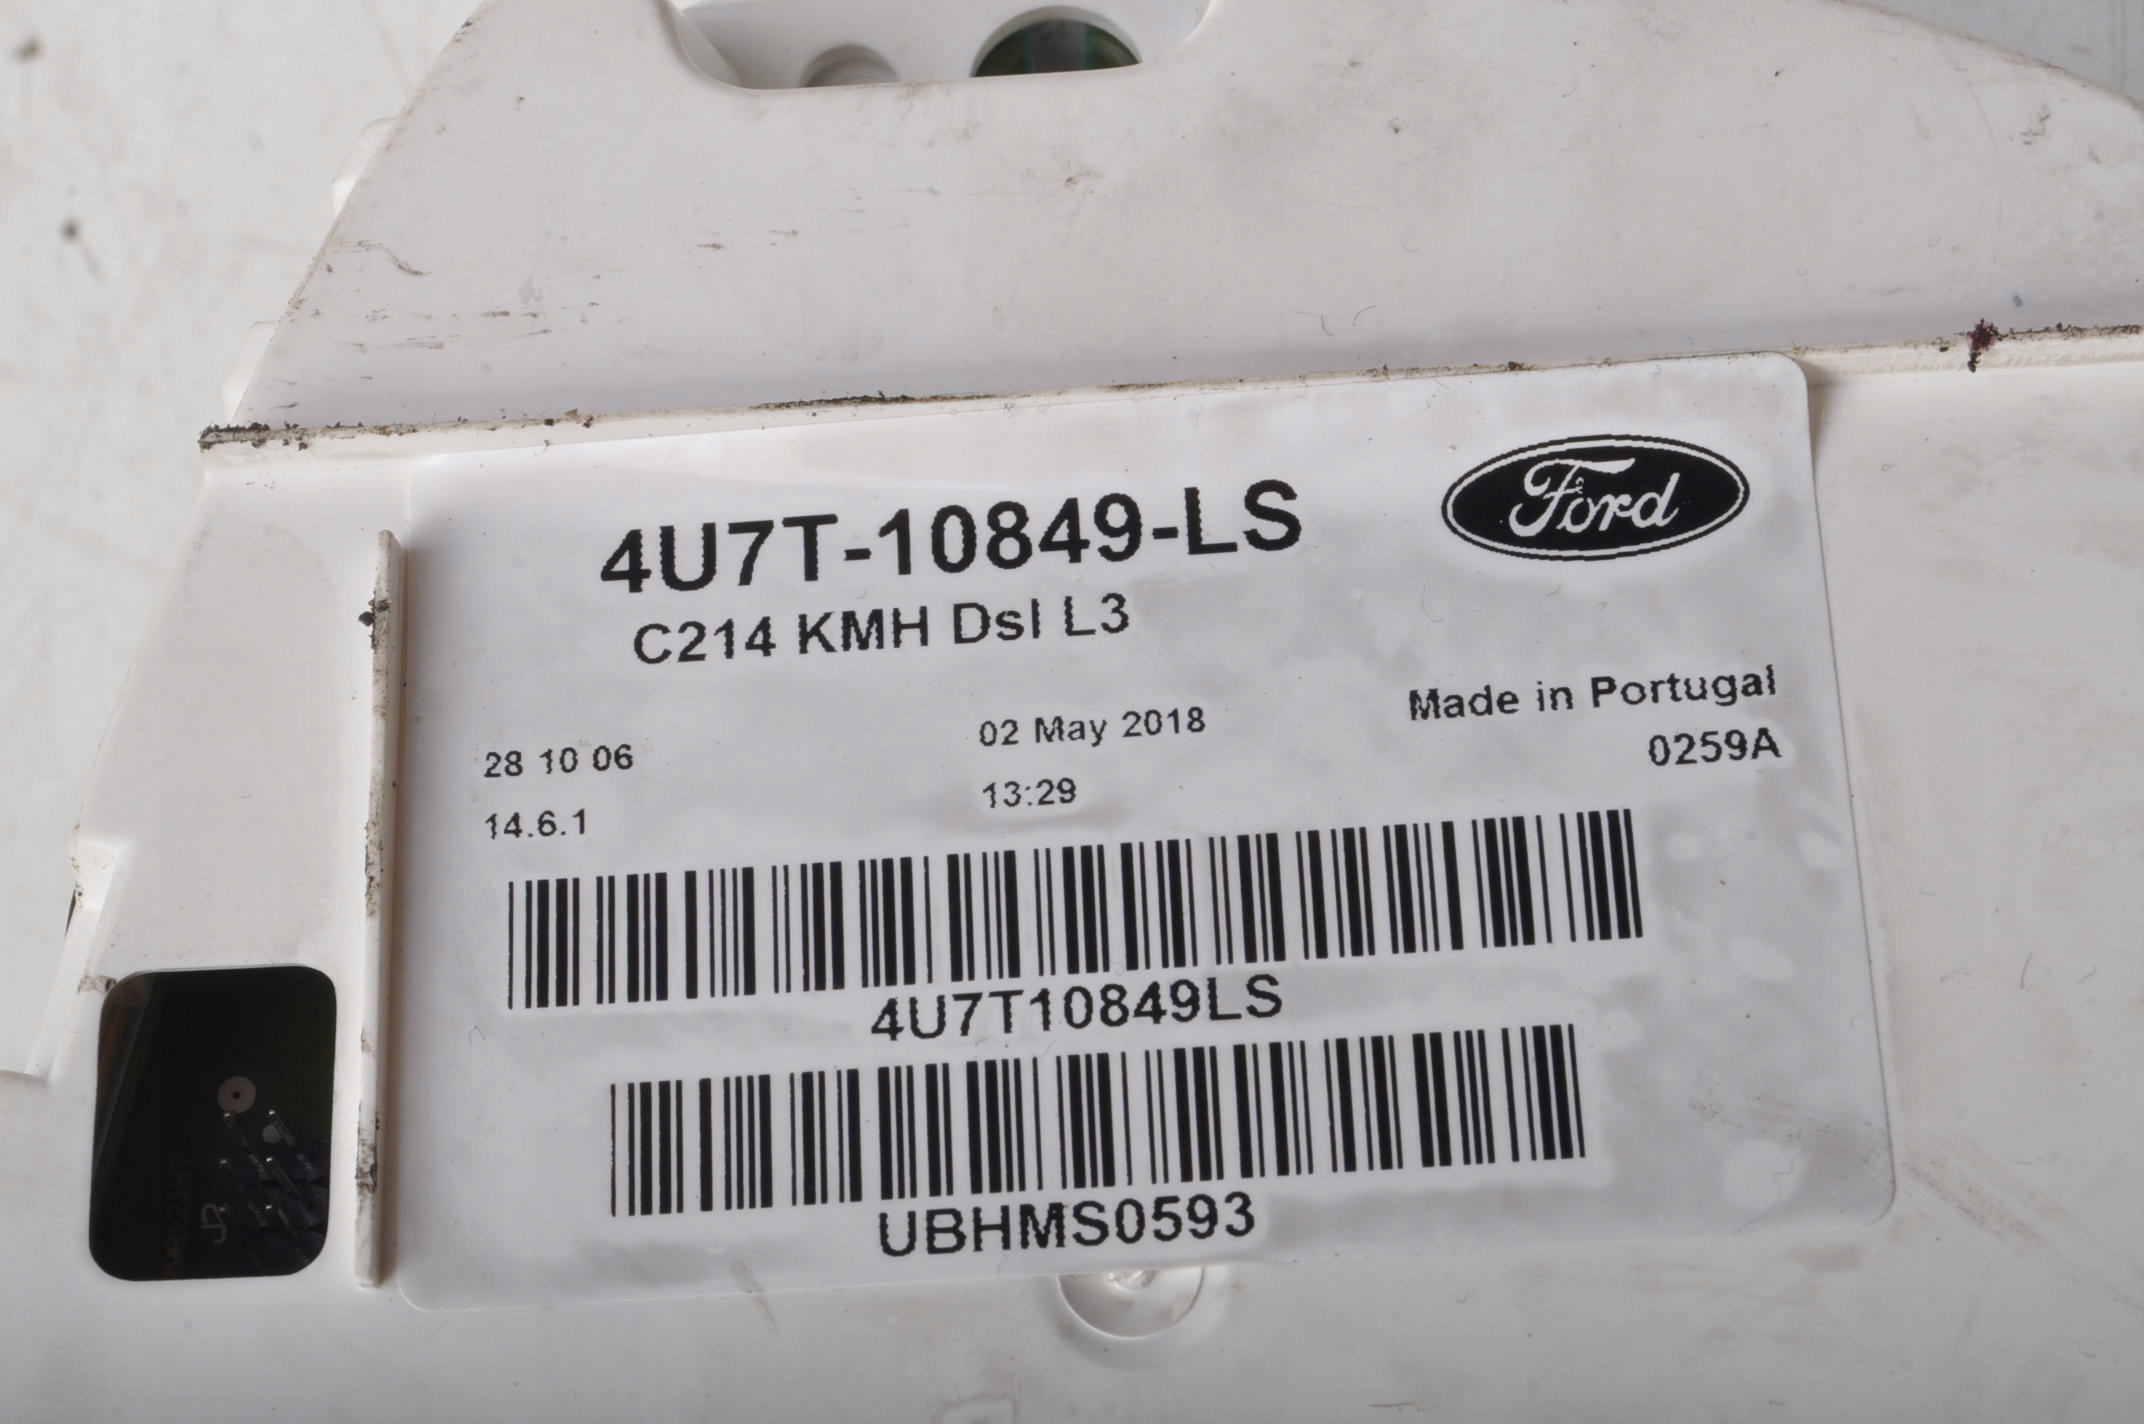 4U7T-10849-LS
Ford
C214 KMH Dsl L3
Made in Portugal
28 10 06
02 May 2018
0259A
14.6.1
13:29
4U7T10849LS
UBHMS0593
J2